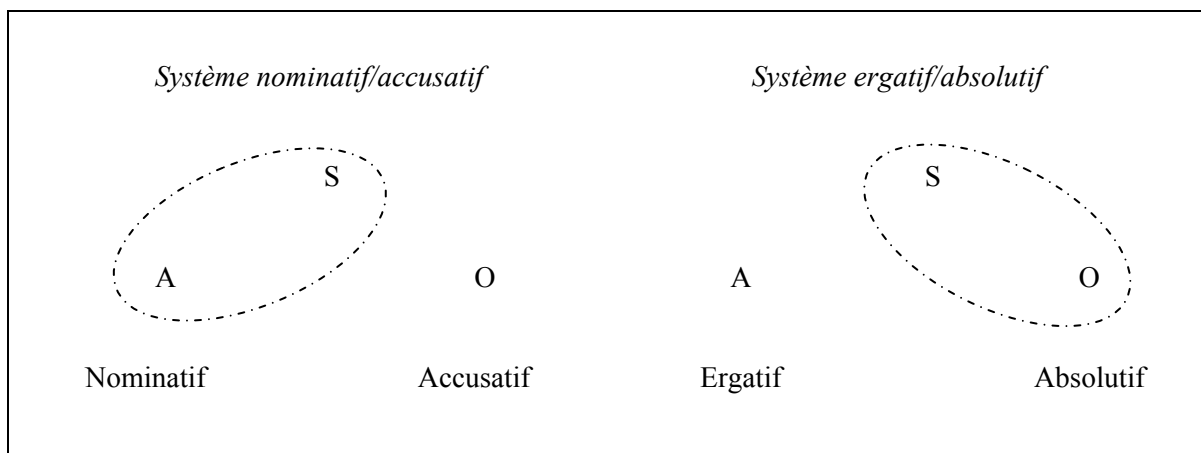 Système nominatif/accusatif Système ergatif/absolutif
S S
A O A O
Nominatif Accusatif Ergatif Absolutif